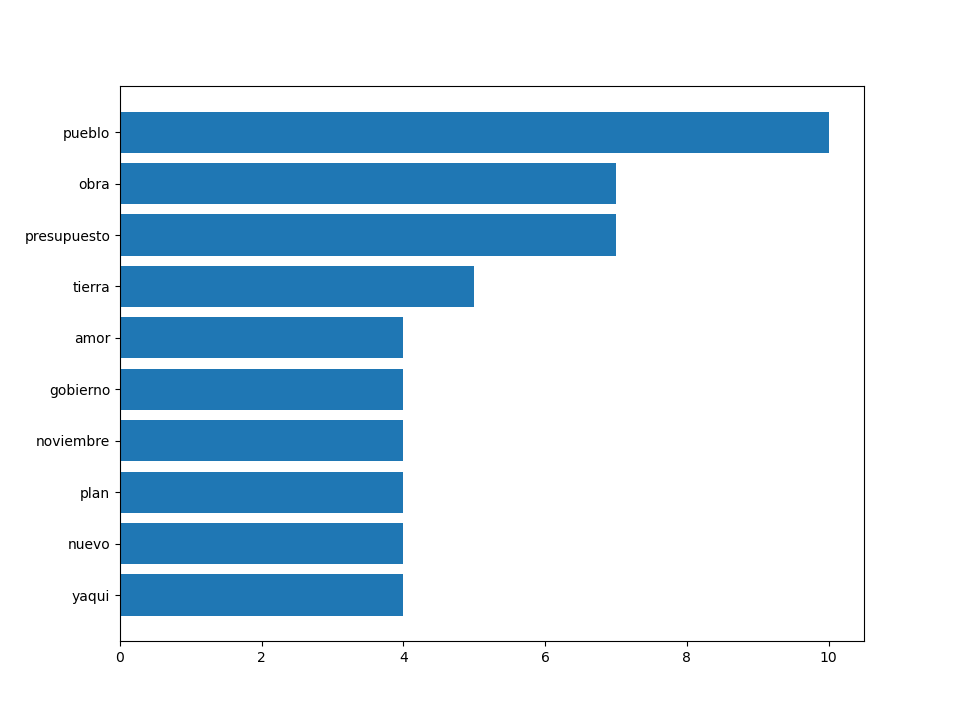 pueblo
obra
presupuesto
tierra
amor
gobierno
noviembre
plan
nuevo
yaqui
0 2 4 6 8 10